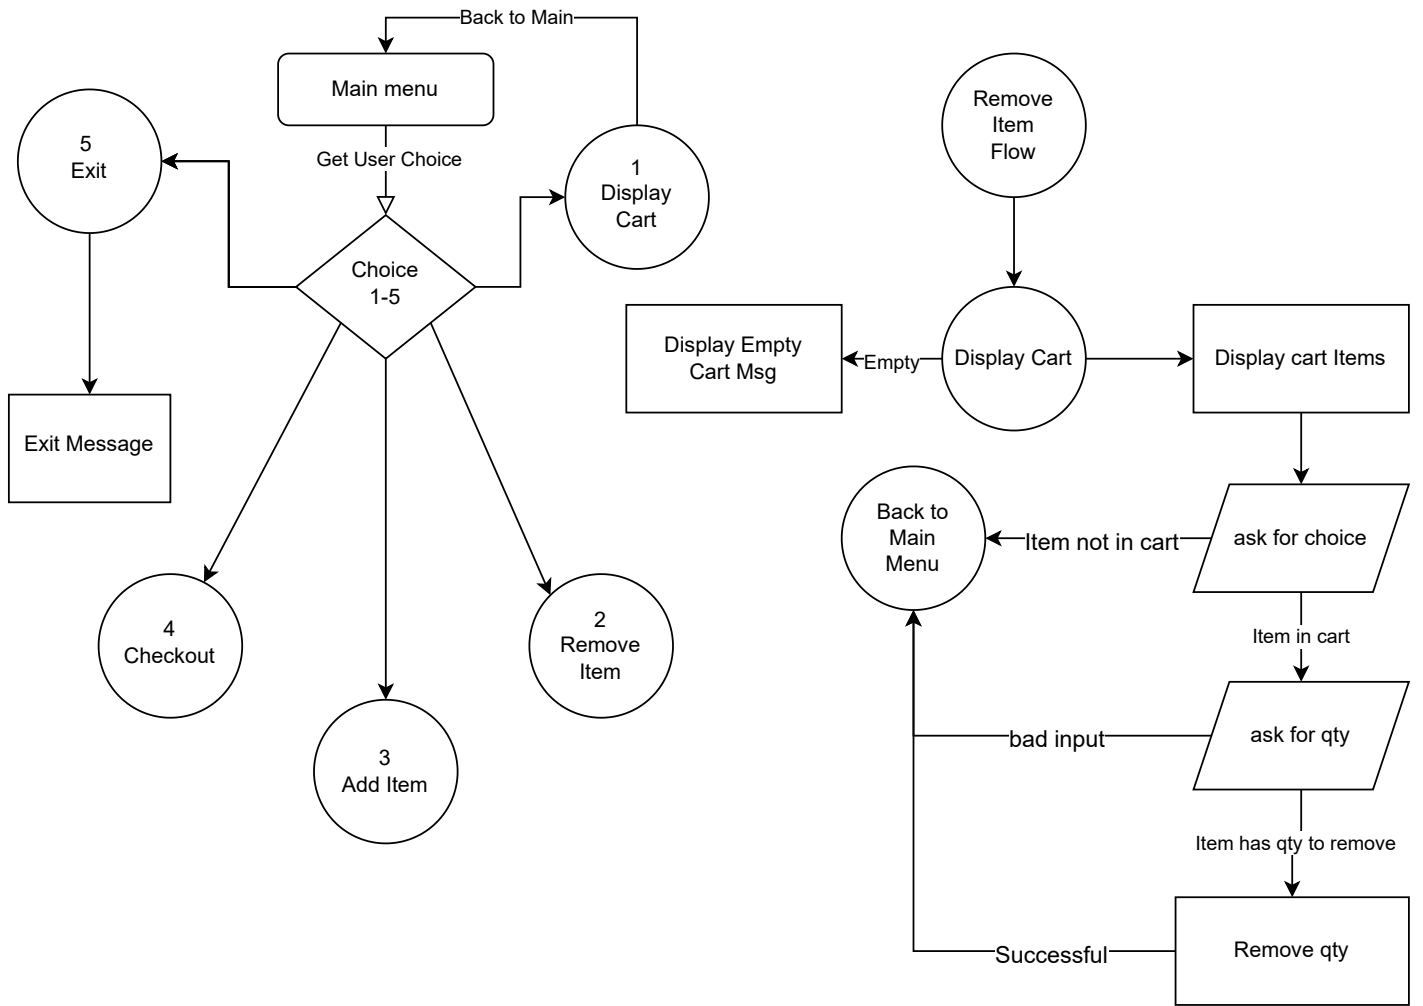 Back to Main
Main menu
Get User Choice
5
Exit
1
Display
Cart
Choice
1-5
Exit Message
4
Checkout
3
Add Item
2
Remove
Item
Remove
Item
Flow
Display Empty
Cart Msg
Empty
Display Cart
Display cart Items
Back to
Main
Menu
Item not in cart
ask for choice
Item in cart
bad input
ask for qty
Item has qty to remove
Successful
Remove qty